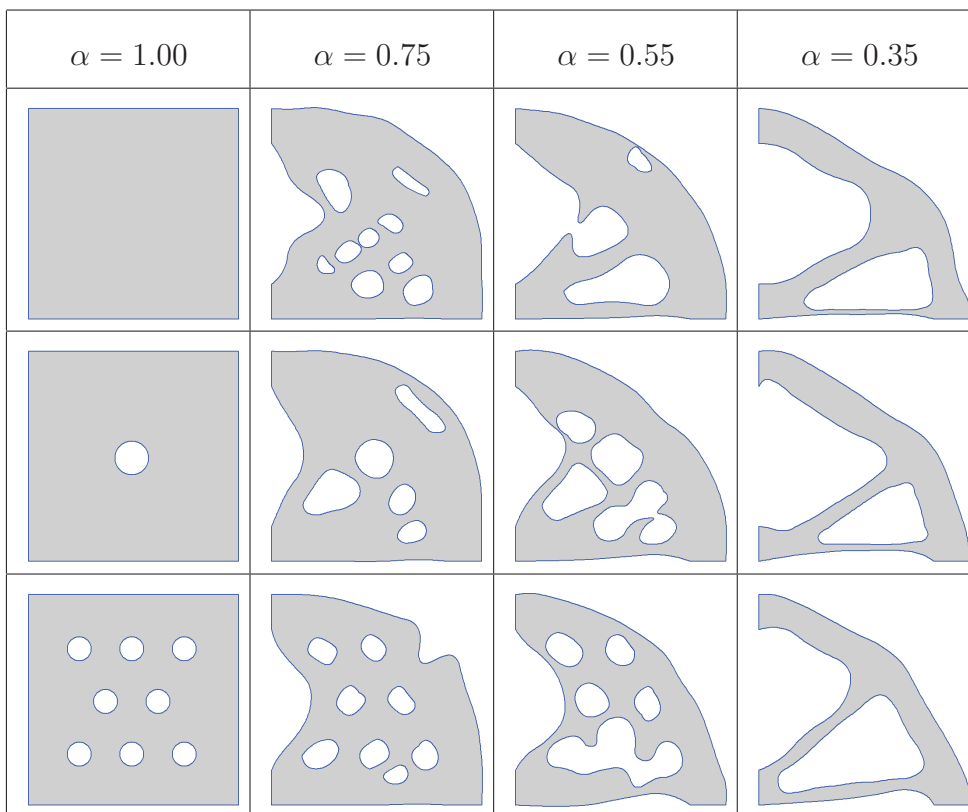 α = 1.00 α = 0.75 α = 0.55 α = 0.35